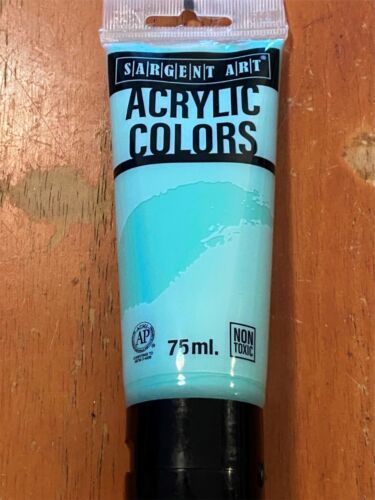 SARGENT ART®
ACRYLIC
COLORS
AP
75ml.
NON
TOXIC